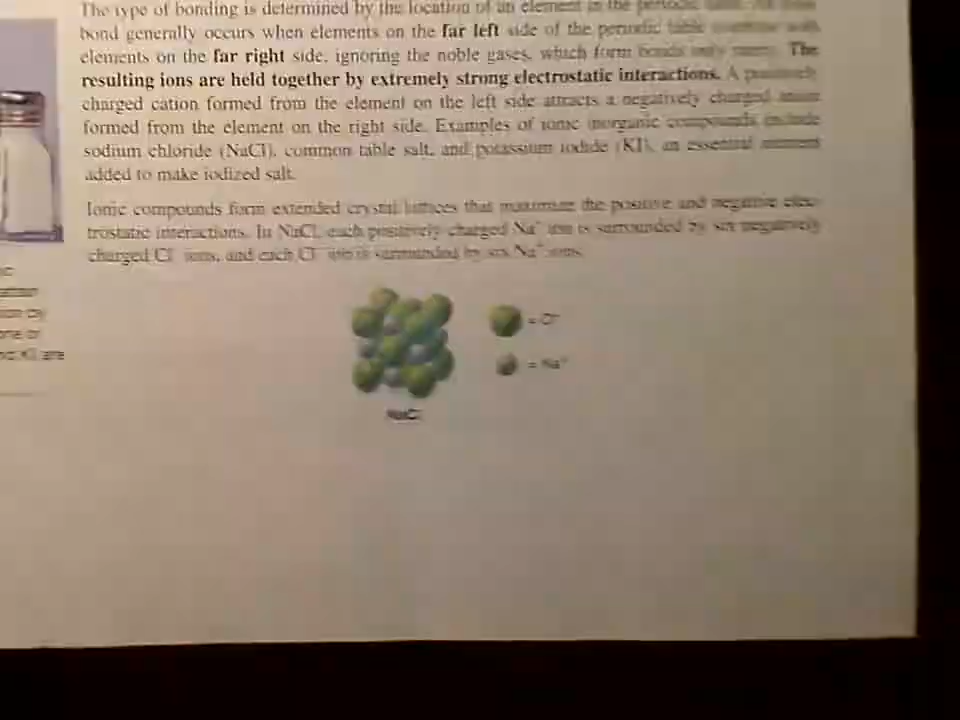 The type of bonding is determined by the location of an element in the periodic table. An ionic
bond generally occurs when elements on the far left side of the periodic table combine with
elements on the far right side, ignoring the noble gases, which form bonds only rarely. The
resulting ions are held together by extremely strong electrostatic interactions. A positively
charged cation formed from the element on the left side attracts a negatively charged anion
formed from the element on the right side. Examples of ionic inorganic compounds include
sodium chloride (NaCl), common table salt, and potassium iodide (KI), an essential nutrient
added to make iodized salt.
Ionic compounds form extended crystal lattices that maximize the positive and negative elec-
trostatic interactions. In NaCl, each positively charged Na⁺ ion is surrounded by six negatively
charged Cl⁻ ions, and each Cl⁻ ion is surrounded by six Na⁺ ions.
= Cl⁻
= Na⁺
NaCl
one or
KI are